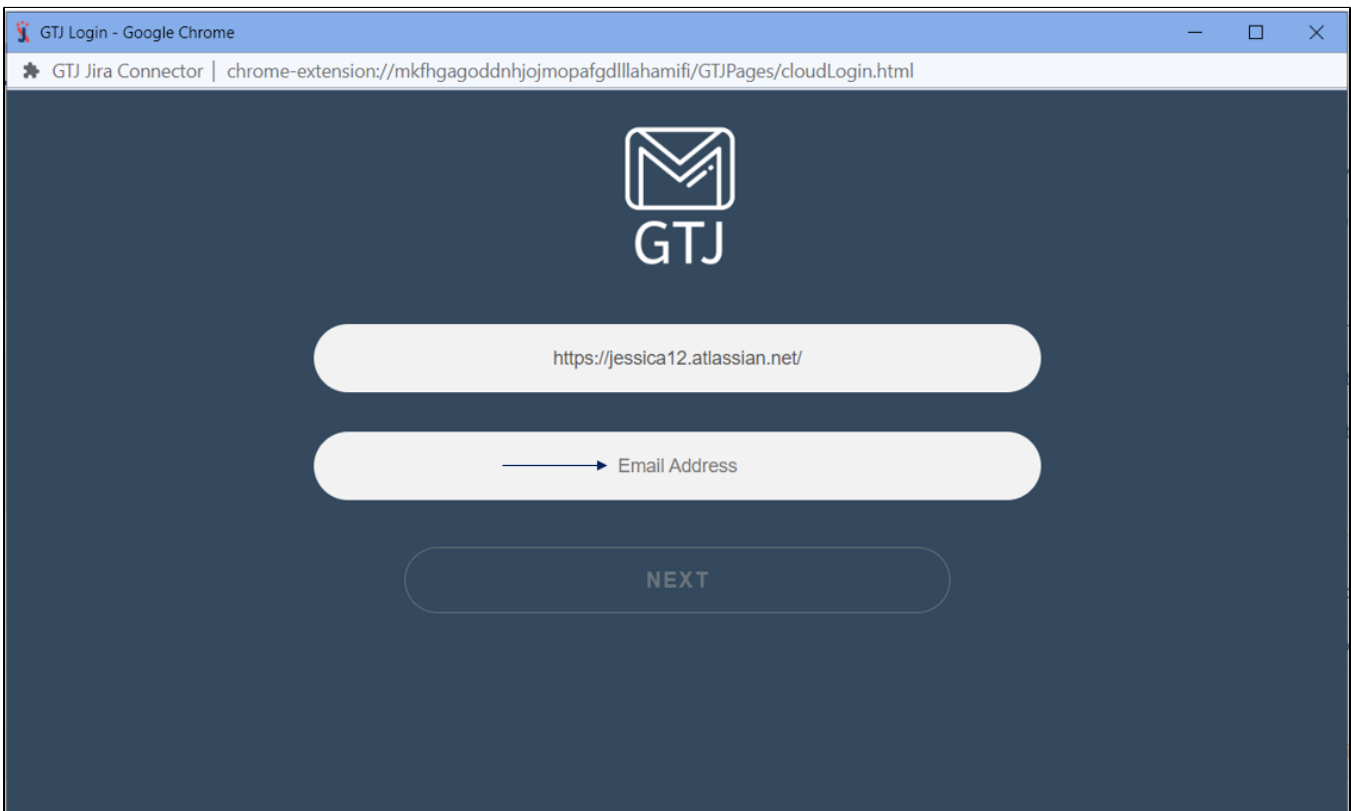 GTJ Login - Google Chrome
GTJ Jira Connector | chrome-extension://mkfhgagoddnhjojmopafgdlllahamifi/GTJPages/cloudLogin.html
GTJ
https://jessica12.atlassian.net/
Email Address
NEXT